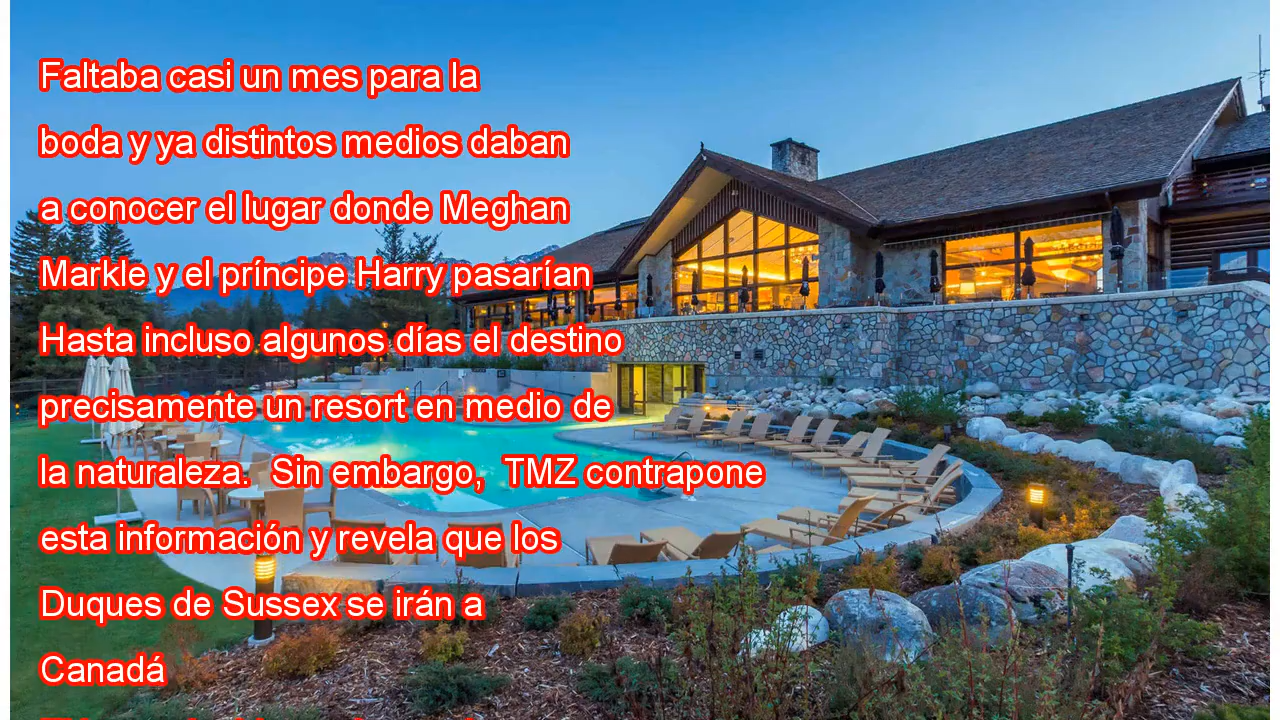 Faltaba casi un mes para la
boda y ya distintos medios daban
a conocer el lugar donde Meghan
Markle y el príncipe Harry pasarían
Hasta incluso algunos días el destino
precisamente un resort en medio de
la naturaleza.  Sin embargo,  TMZ contrapone
esta información y revela que los
Duques de Sussex se irán a
Canadá